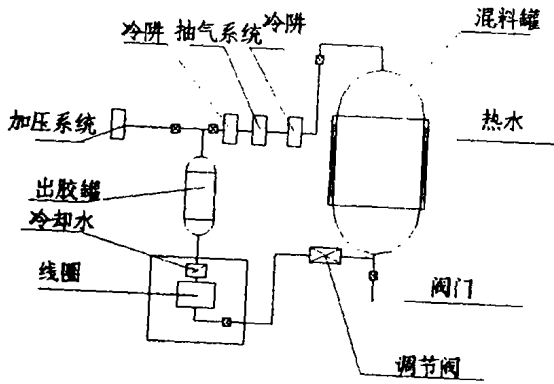 混料罐
冷阱 抽气系统 冷阱
加压系统
热水
出胶罐
冷却水
线圈
阀门
调节阀